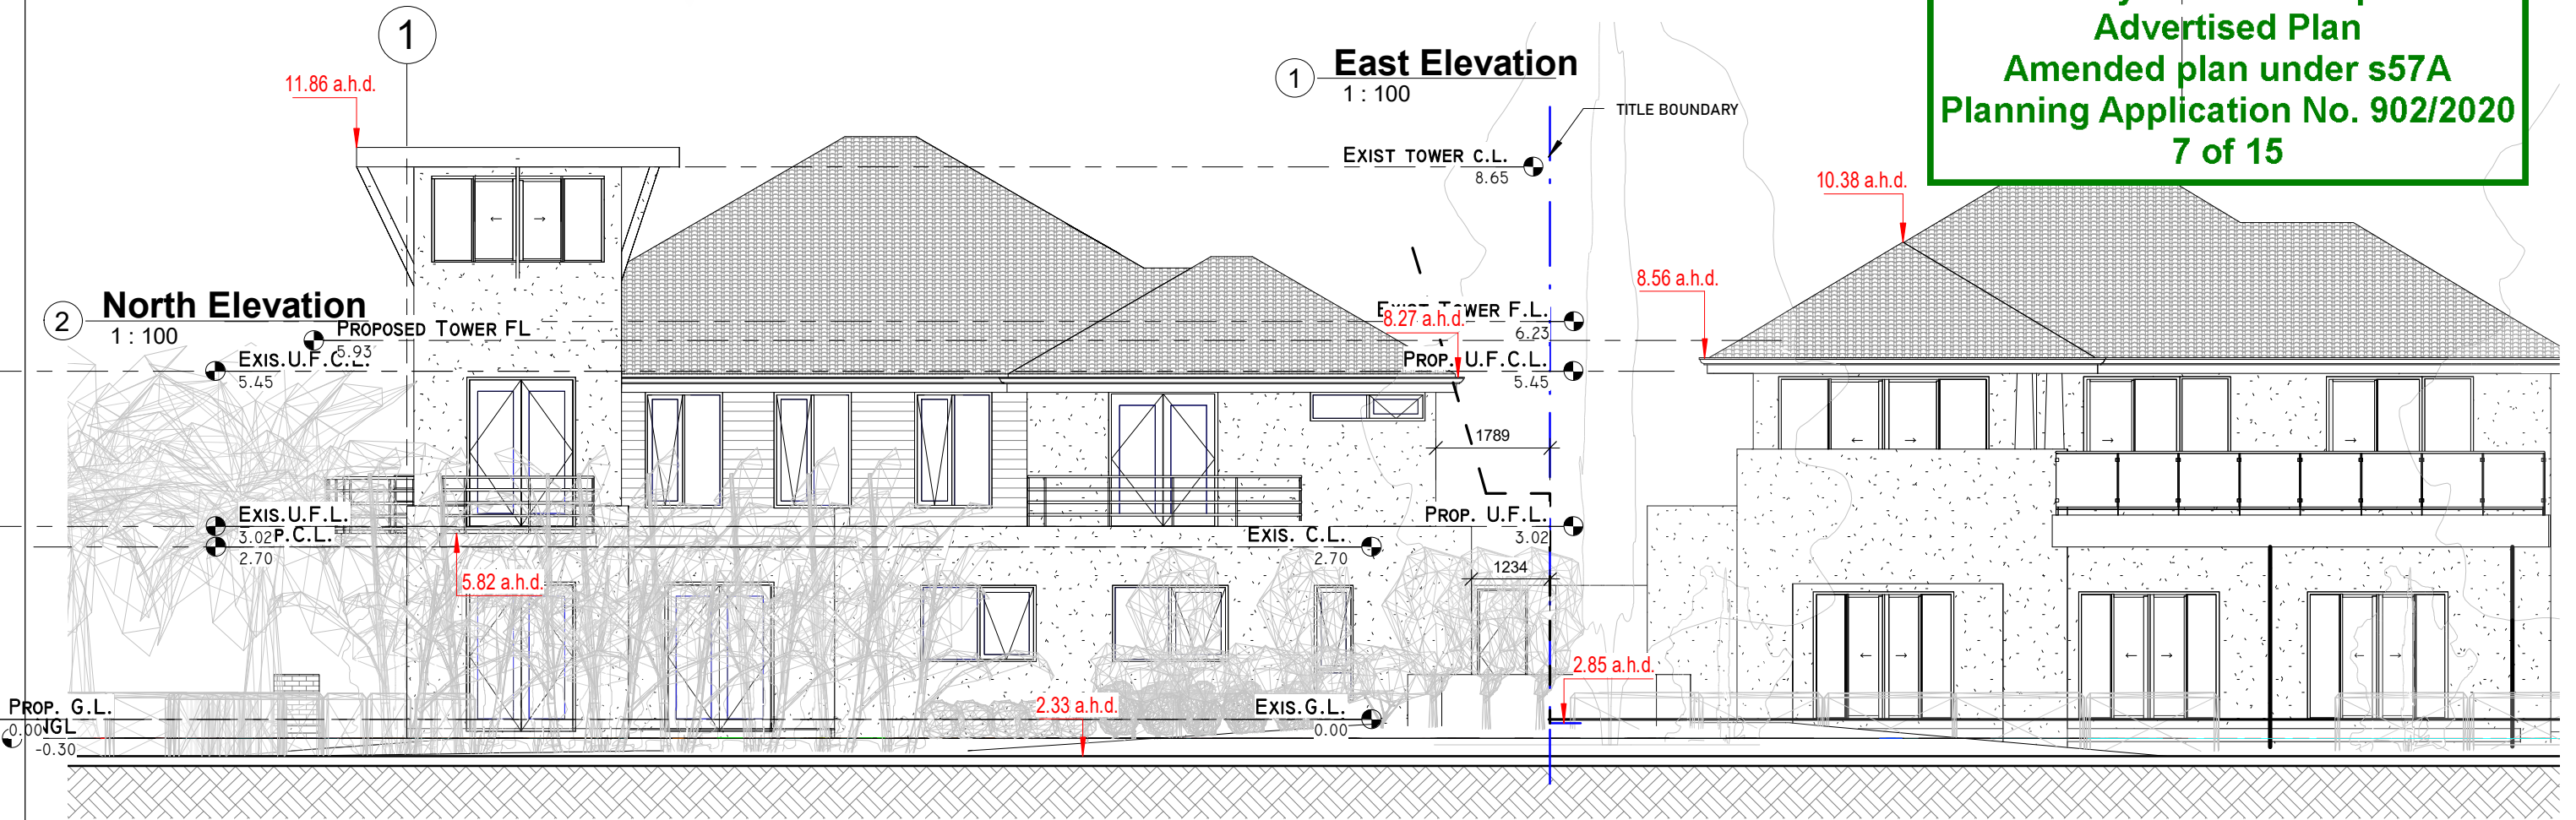 Advertised Plan
Amended plan under s57A
Planning Application No. 902/2020
7 of 15
1
11.86 a.h.d.
1
East Elevation
1 : 100
TITLE BOUNDARY
EXIST TOWER C.L.
8.65
10.38 a.h.d.
8.56 a.h.d.
2
North Elevation
1 : 100
PROPOSED TOWER FL
5.93
EXIS.U.F.C.L.
5.45
EXIST TOWER F.L.
6.23
8.27 a.h.d.
PROP. U.F.C.L.
5.45
1789
EXIS.U.F.L.
3.02
P.C.L.
2.70
PROP. U.F.L.
3.02
EXIS. C.L.
2.70
1234
5.82 a.h.d.
2.85 a.h.d.
2.33 a.h.d.
EXIS.G.L.
0.00
PROP. G.L.
0.00
NGL
-0.30